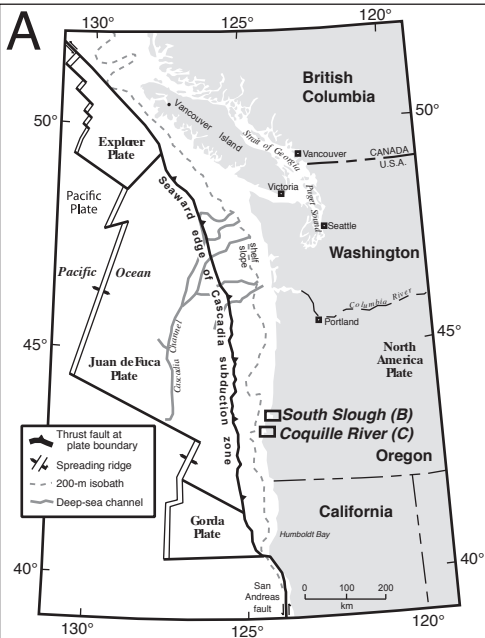 A
130°
125°
120°
British
Columbia
50°
50°
Vancouver
Island
Strait of Georgia
Vancouver
CANADA
U.S.A.
Explorer
Plate
Pacific
Plate
Victoria
Puget Sound
Seattle
Seaward edge of Cascadia subduction zone
shelf
slope
Washington
Pacific Ocean
Columbia River
Portland
Cascadia Channel
45°
45°
North
America
Plate
Juan de Fuca
Plate
South Slough (B)
Coquille River (C)
Oregon
Thrust fault at
plate boundary
Spreading ridge
200-m isobath
Deep-sea channel
California
Gorda
Plate
Humboldt Bay
40°
40°
San
Andreas
fault
0 100 200
km
130°
125°